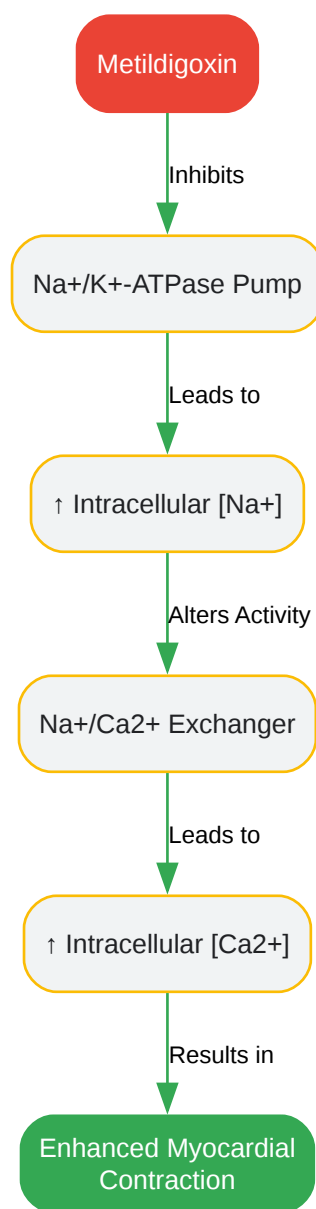 Metildigoxin
Inhibits
Na+/K+-ATPase Pump
Leads to
↑ Intracellular [Na+]
Alters Activity
Na+/Ca2+ Exchanger
Leads to
↑ Intracellular [Ca2+]
Results in
Enhanced Myocardial
Contraction